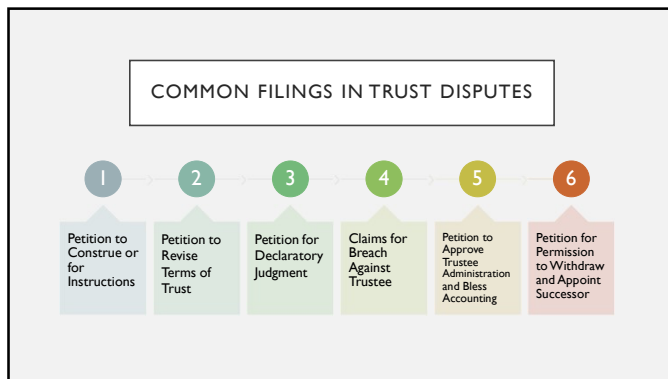 COMMON FILINGS IN TRUST DISPUTES
1
2
3
4
5
6
Petition to
Construe or
for
Instructions
Petition to
Revise
Terms of
Trust
Petition for
Declaratory
Judgment
Claims for
Breach
Against
Trustee
Petition to
Approve
Trustee
Administration
and Bless
Accounting
Petition for
Permission
to Withdraw
and Appoint
Successor